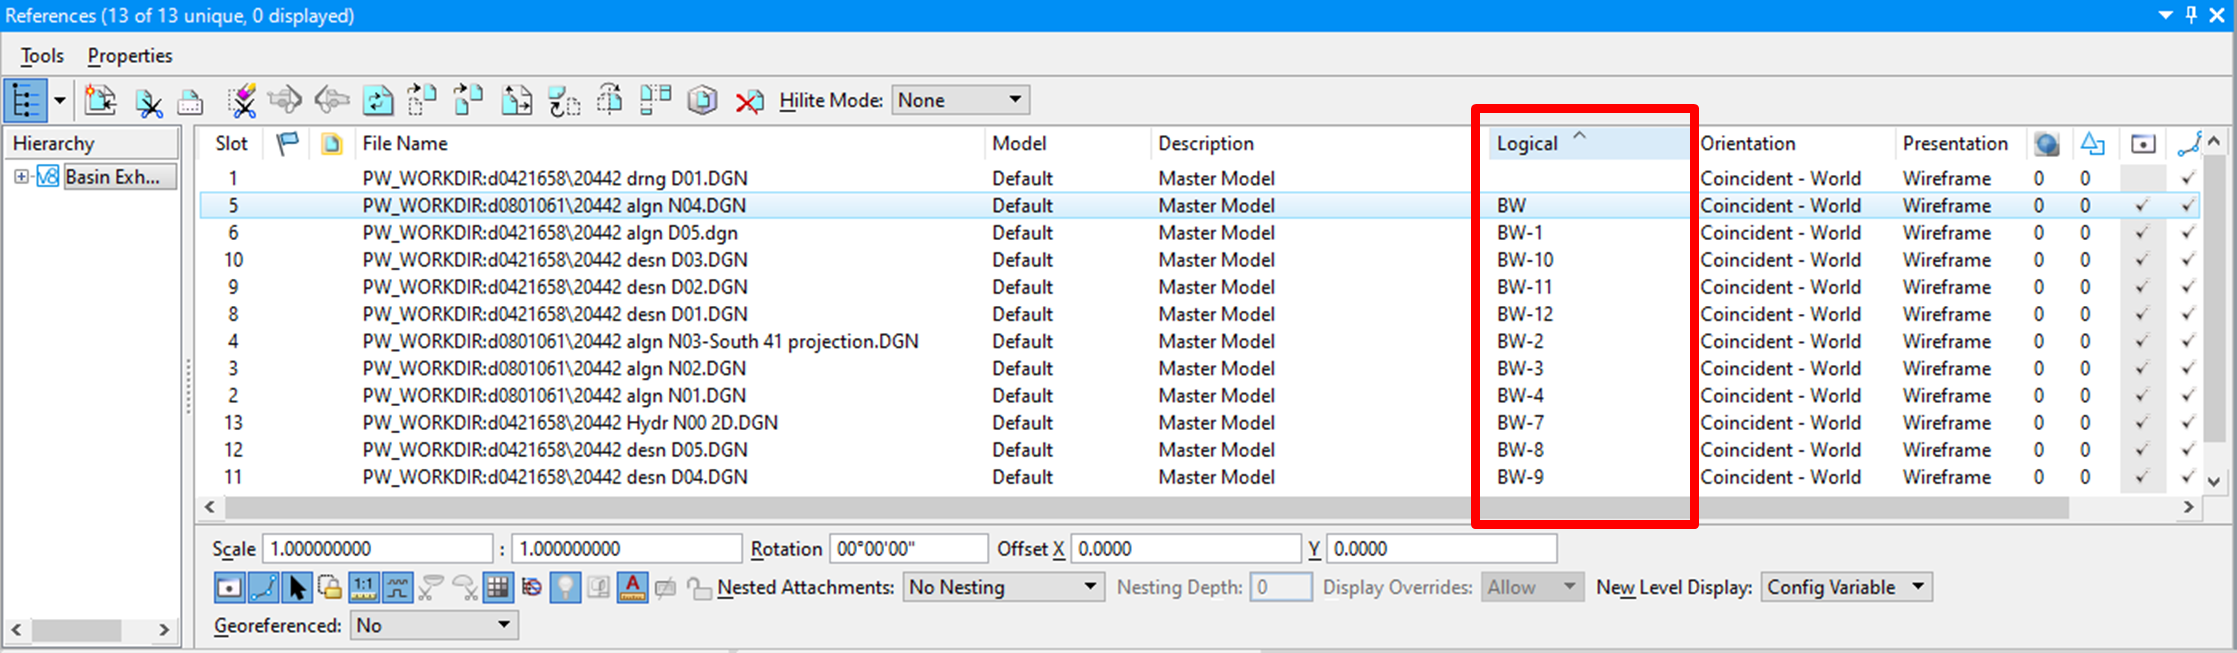 References (13 of 13 unique, 0 displayed)
Tools Properties
Hilite Mode: None
Hierarchy
Basin Exh...
Slot File Name Model Description Logical Orientation Presentation
1 PW_WORKDIR:d0421658\20442 drng D01.DGN Default Master Model Coincident - World Wireframe 0 0
5 PW_WORKDIR:d0801061\20442 algn N04.DGN Default Master Model BW Coincident - World Wireframe 0 0
6 PW_WORKDIR:d0421658\20442 algn D05.dgn Default Master Model BW-1 Coincident - World Wireframe 0 0
10 PW_WORKDIR:d0421658\20442 desn D03.DGN Default Master Model BW-10 Coincident - World Wireframe 0 0
9 PW_WORKDIR:d0421658\20442 desn D02.DGN Default Master Model BW-11 Coincident - World Wireframe 0 0
8 PW_WORKDIR:d0421658\20442 desn D01.DGN Default Master Model BW-12 Coincident - World Wireframe 0 0
4 PW_WORKDIR:d0801061\20442 algn N03-South 41 projection.DGN Default Master Model BW-2 Coincident - World Wireframe 0 0
3 PW_WORKDIR:d0801061\20442 algn N02.DGN Default Master Model BW-3 Coincident - World Wireframe 0 0
2 PW_WORKDIR:d0801061\20442 algn N01.DGN Default Master Model BW-4 Coincident - World Wireframe 0 0
13 PW_WORKDIR:d0421658\20442 Hydr N00 2D.DGN Default Master Model BW-7 Coincident - World Wireframe 0 0
12 PW_WORKDIR:d0421658\20442 desn D05.DGN Default Master Model BW-8 Coincident - World Wireframe 0 0
11 PW_WORKDIR:d0421658\20442 desn D04.DGN Default Master Model BW-9 Coincident - World Wireframe 0 0
Scale 1.000000000 : 1.000000000 Rotation 00°00'00" Offset X 0.0000 Y 0.0000
1:1 A Nested Attachments: No Nesting Nesting Depth: 0 Display Overrides: Allow New Level Display: Config Variable
Georeferenced: No